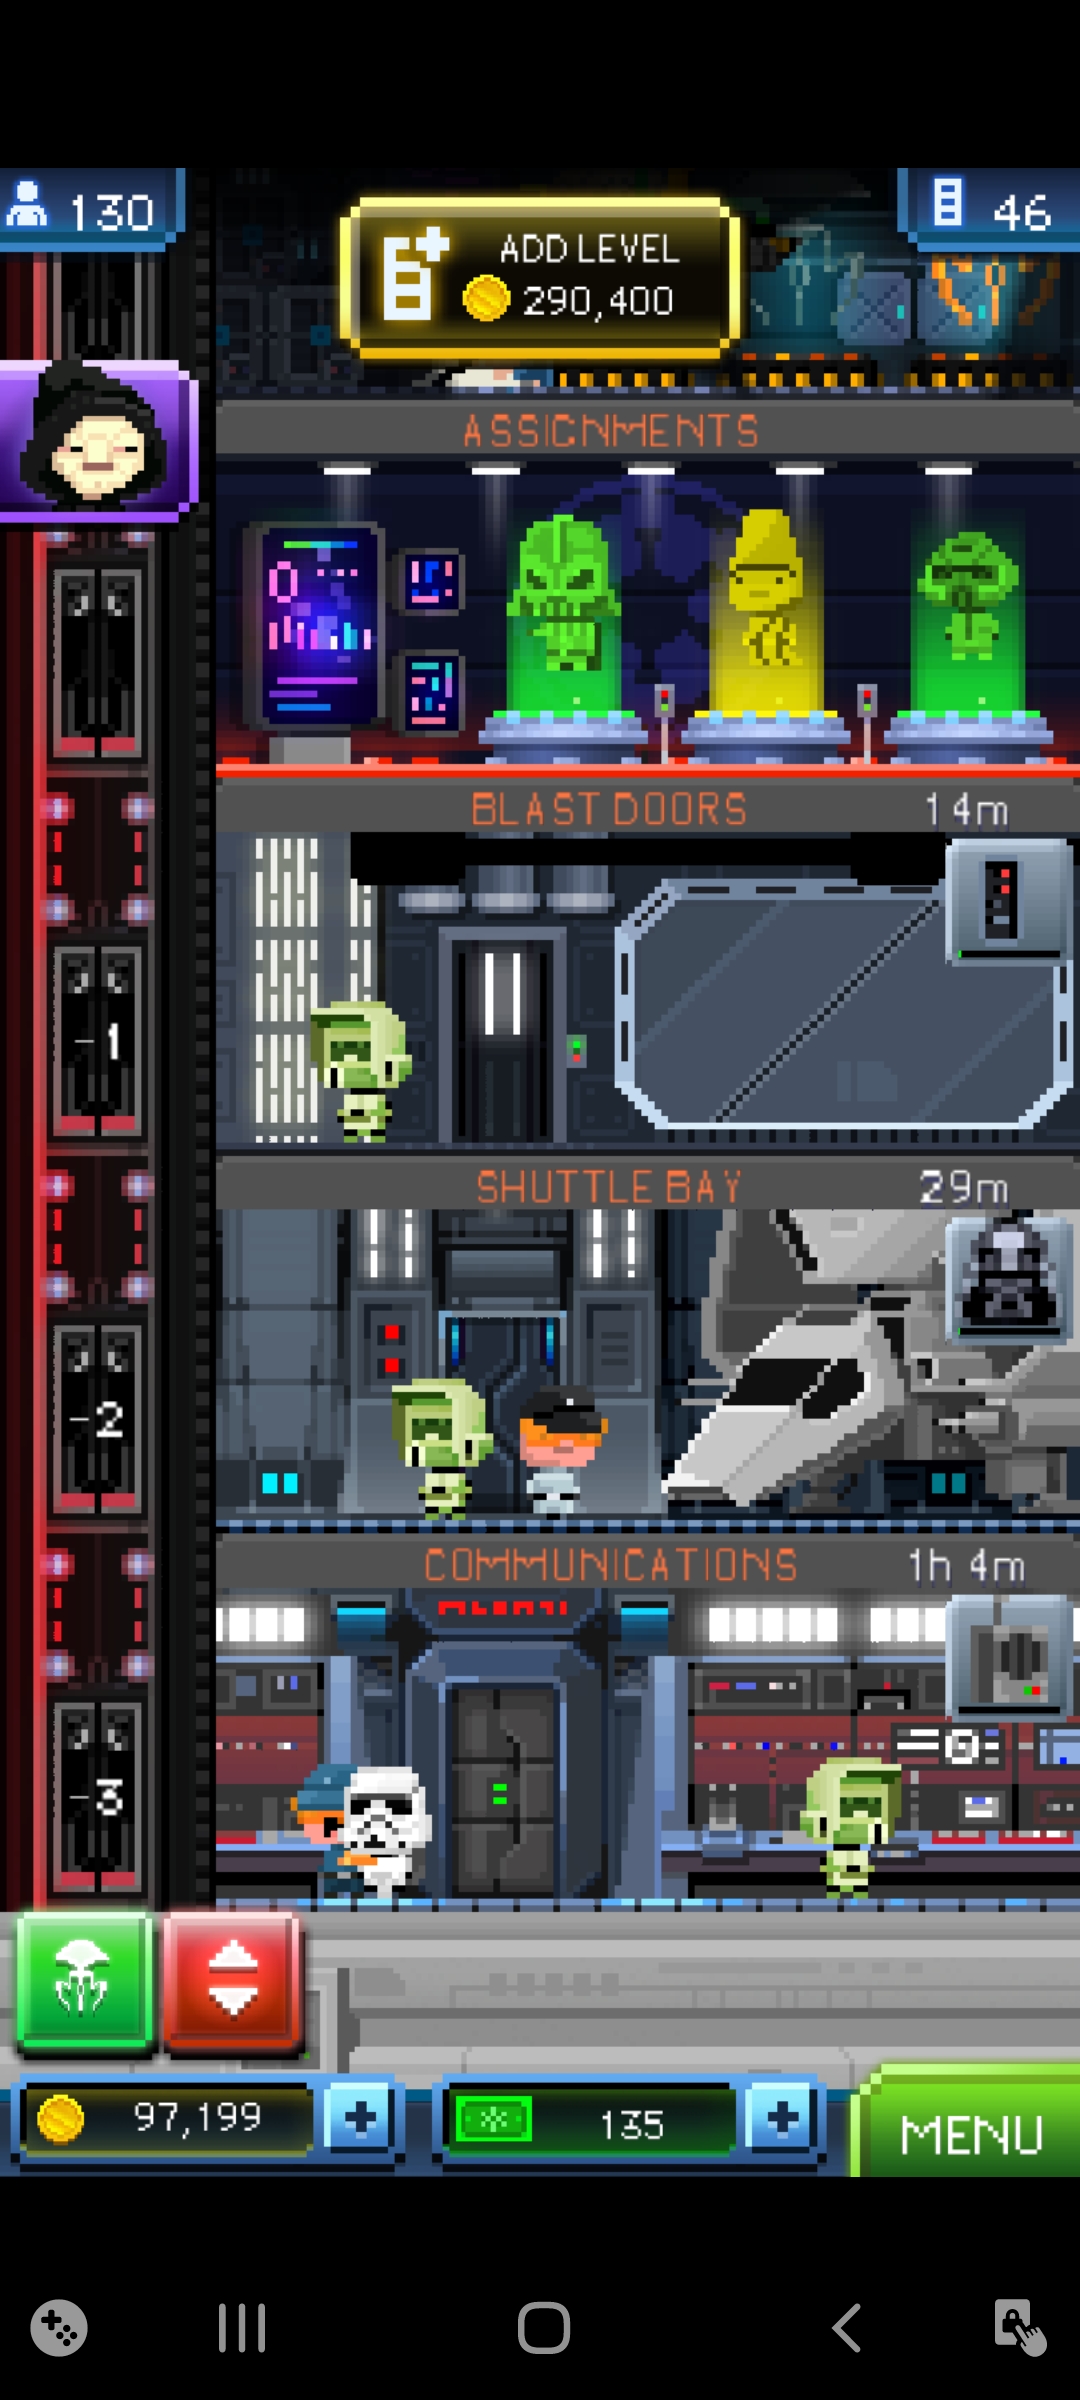 130
46
ADD LEVEL
290,400
ASSIGNMENTS
BLAST DOORS 14m
-1
SHUTTLE BAY 29m
-2
COMMUNICATIONS 1h 4m
-3
97,199
135
MENU